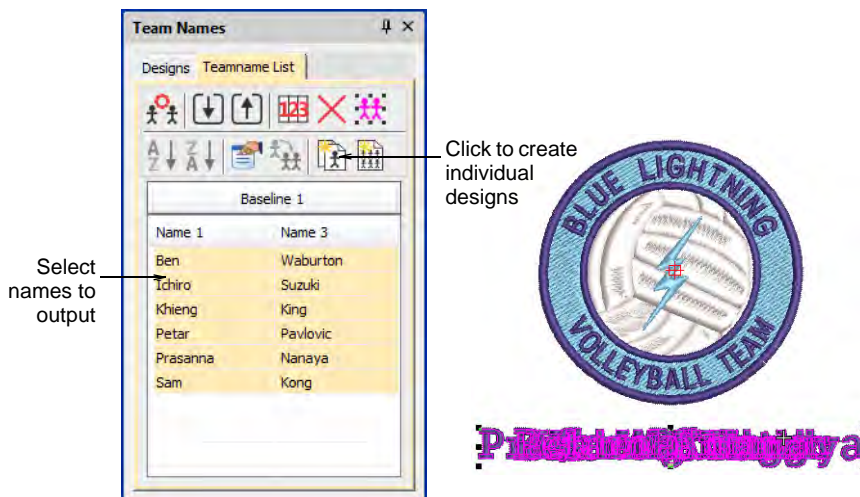 Team Names
Designs Teamname List
123
A Z Z A
Baseline 1
Name 1 Name 3
Ben Waburton
Ichiro Suzuki
Khieng King
Petar Pavlovic
Prasanna Nanaya
Sam Kong
Select
names to
output
Click to create
individual
designs
BLUE LIGHTNING
VOLLEYBALL TEAM